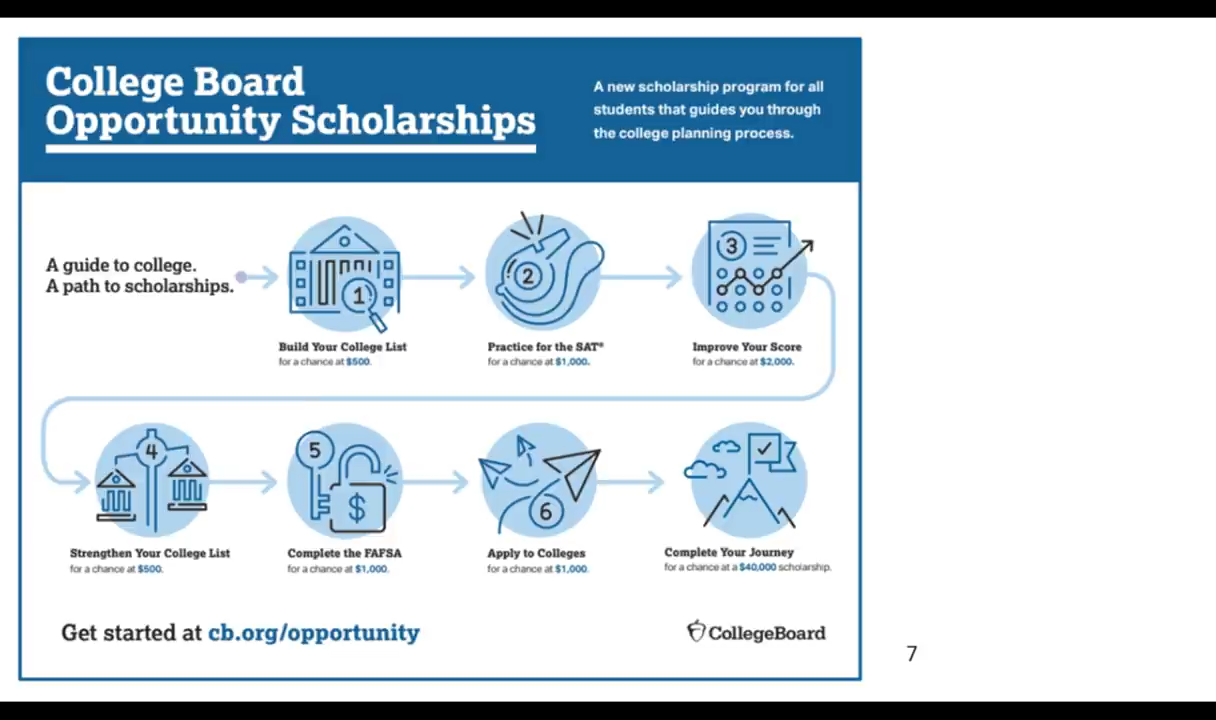 College Board
Opportunity Scholarships
A new scholarship program for all
students that guides you through
the college planning process.
A guide to college.
A path to scholarships.
1
2
3
Build Your College List
for a chance at $500.
Practice for the SAT®
for a chance at $1,000.
Improve Your Score
for a chance at $2,000.
4
5
$
6
Strengthen Your College List
for a chance at $500.
Complete the FAFSA
for a chance at $1,000.
Apply to Colleges
for a chance at $1,000.
Complete Your Journey
for a chance at a $40,000 scholarship.
Get started at cb.org/opportunity
CollegeBoard
7